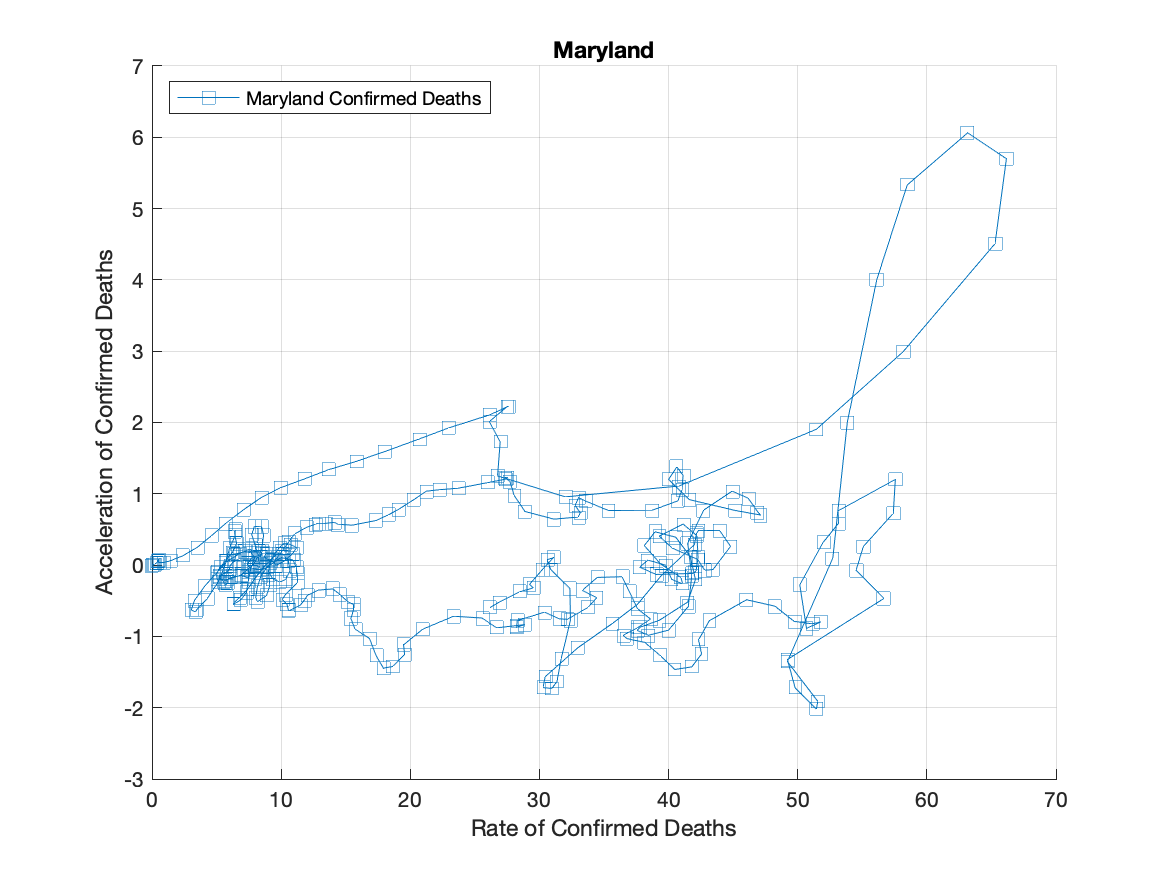 Maryland
Maryland Confirmed Deaths
Acceleration of Confirmed Deaths
7
6
5
4
3
2
1
0
-1
-2
-3
0 10 20 30 40 50 60 70
Rate of Confirmed Deaths